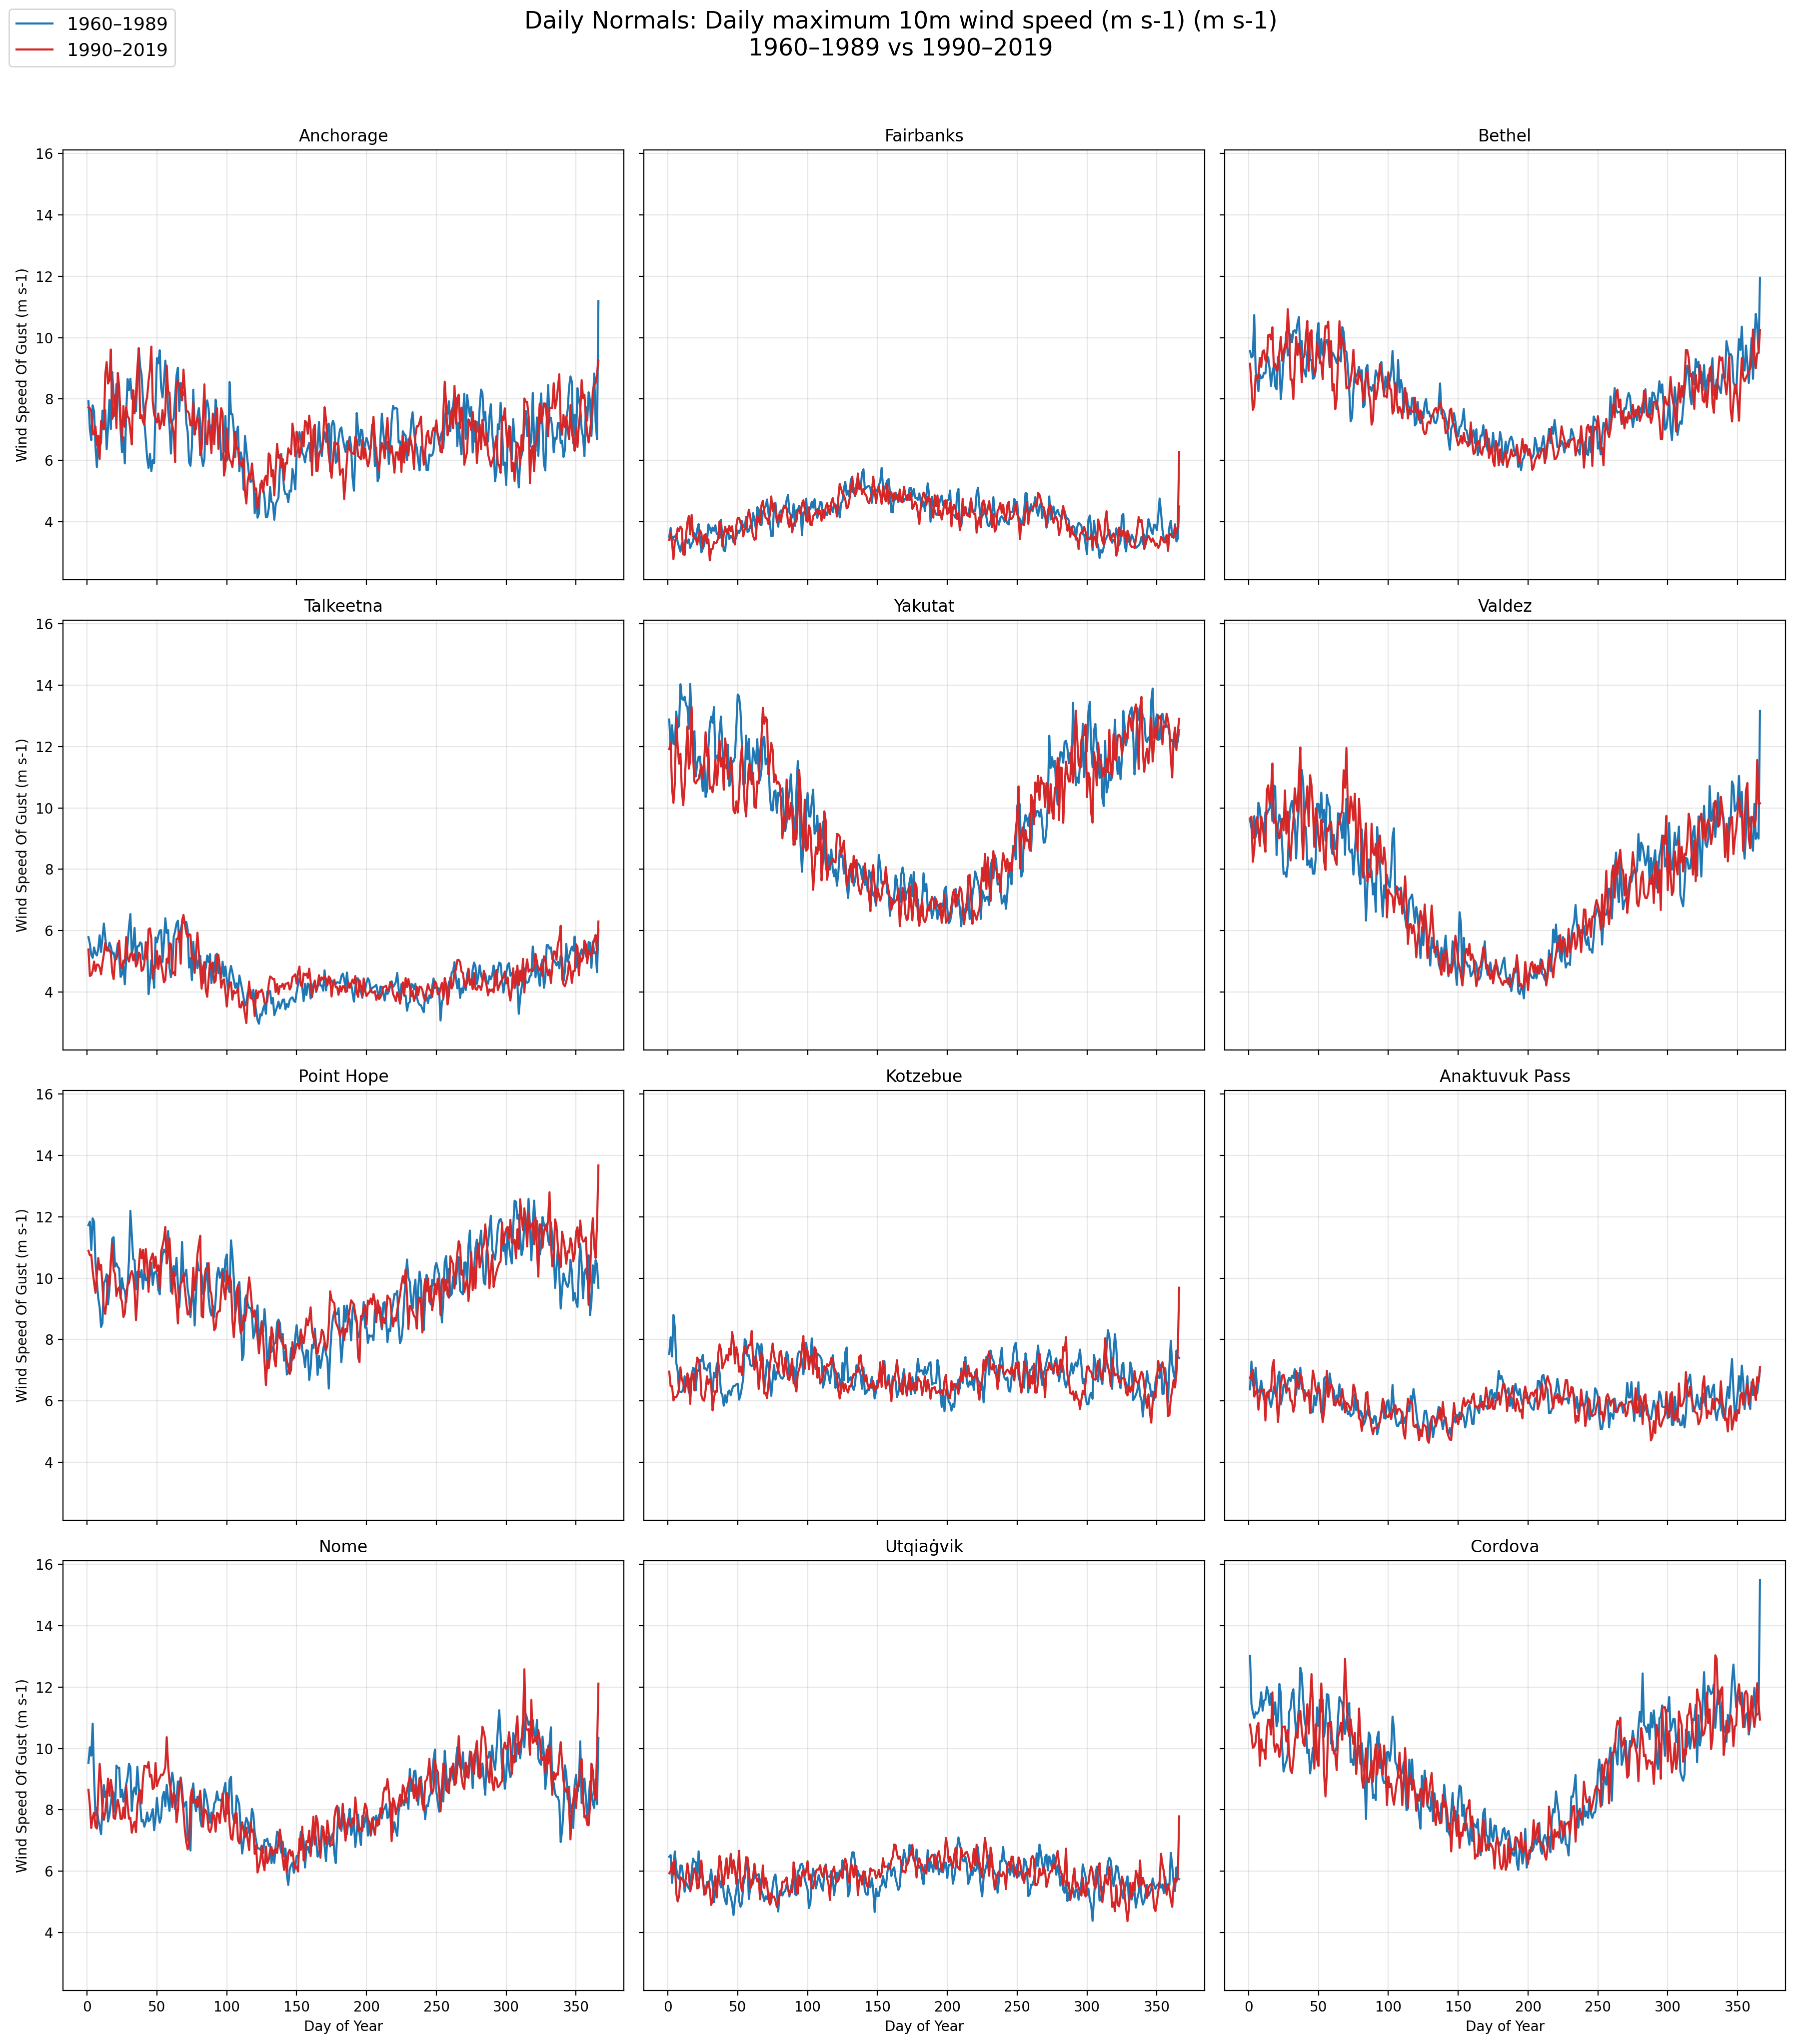 1960–1989
1990–2019
Daily Normals: Daily maximum 10m wind speed (m s-1) (m s-1)
1960–1989 vs 1990–2019
Anchorage
Fairbanks
Bethel
Wind Speed Of Gust (m s-1)
16
14
12
10
8
6
4
Talkeetna
Yakutat
Valdez
Wind Speed Of Gust (m s-1)
16
14
12
10
8
6
4
Point Hope
Kotzebue
Anaktuvuk Pass
Wind Speed Of Gust (m s-1)
16
14
12
10
8
6
4
Nome
Utqiaġvik
Cordova
Wind Speed Of Gust (m s-1)
16
14
12
10
8
6
4
0 50 100 150 200 250 300 350
0 50 100 150 200 250 300 350
0 50 100 150 200 250 300 350
Day of Year
Day of Year
Day of Year